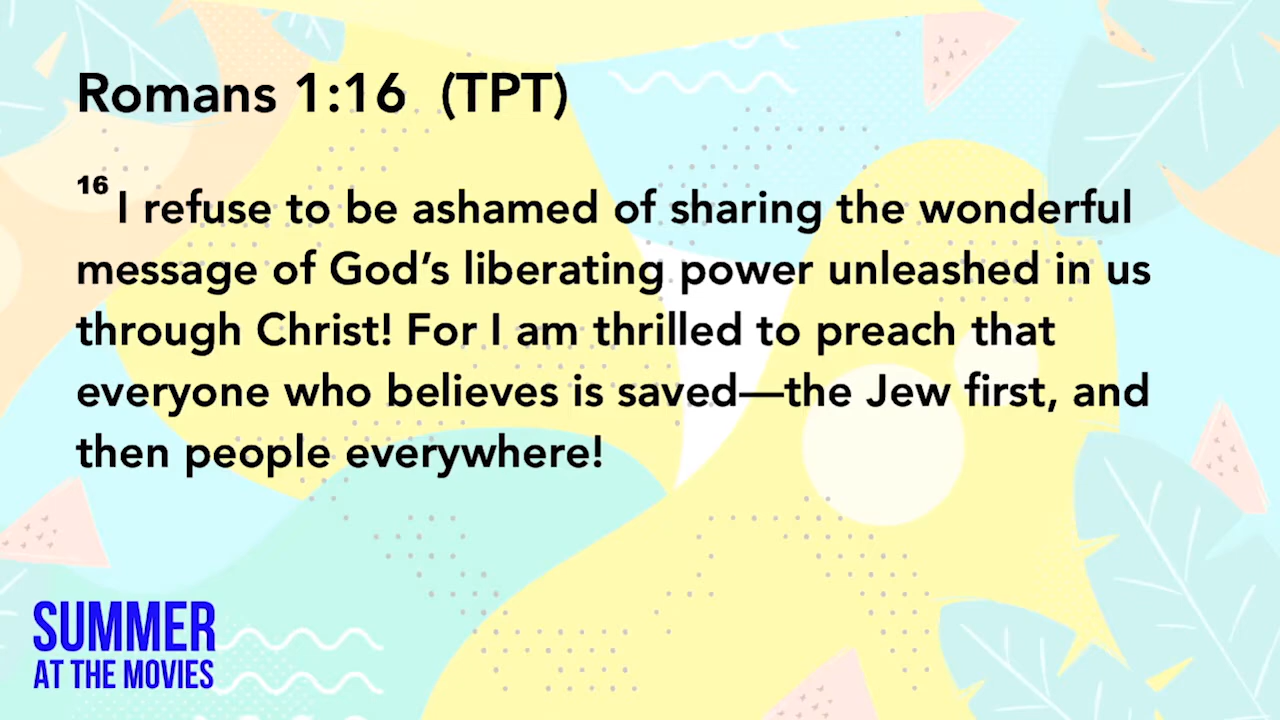 Romans 1:16 (TPT)
16 I refuse to be ashamed of sharing the wonderful
message of God’s liberating power unleashed in us
through Christ! For I am thrilled to preach that
everyone who believes is saved—the Jew first, and
then people everywhere!
SUMMER
AT THE MOVIES